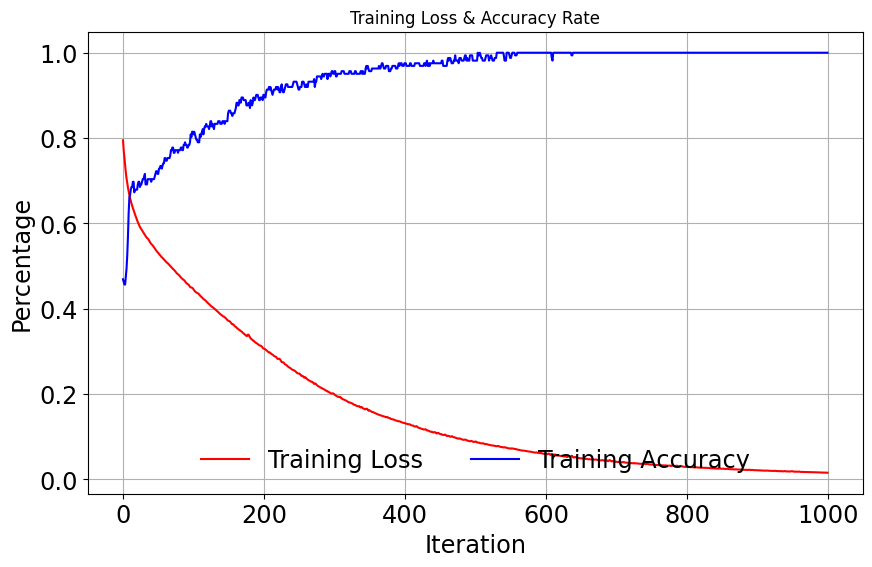 Training Loss & Accuracy Rate
1.0
0.8
0.6
0.4
0.2
0.0
Percentage
Training Loss Training Accuracy
0 200 400 600 800 1000
Iteration